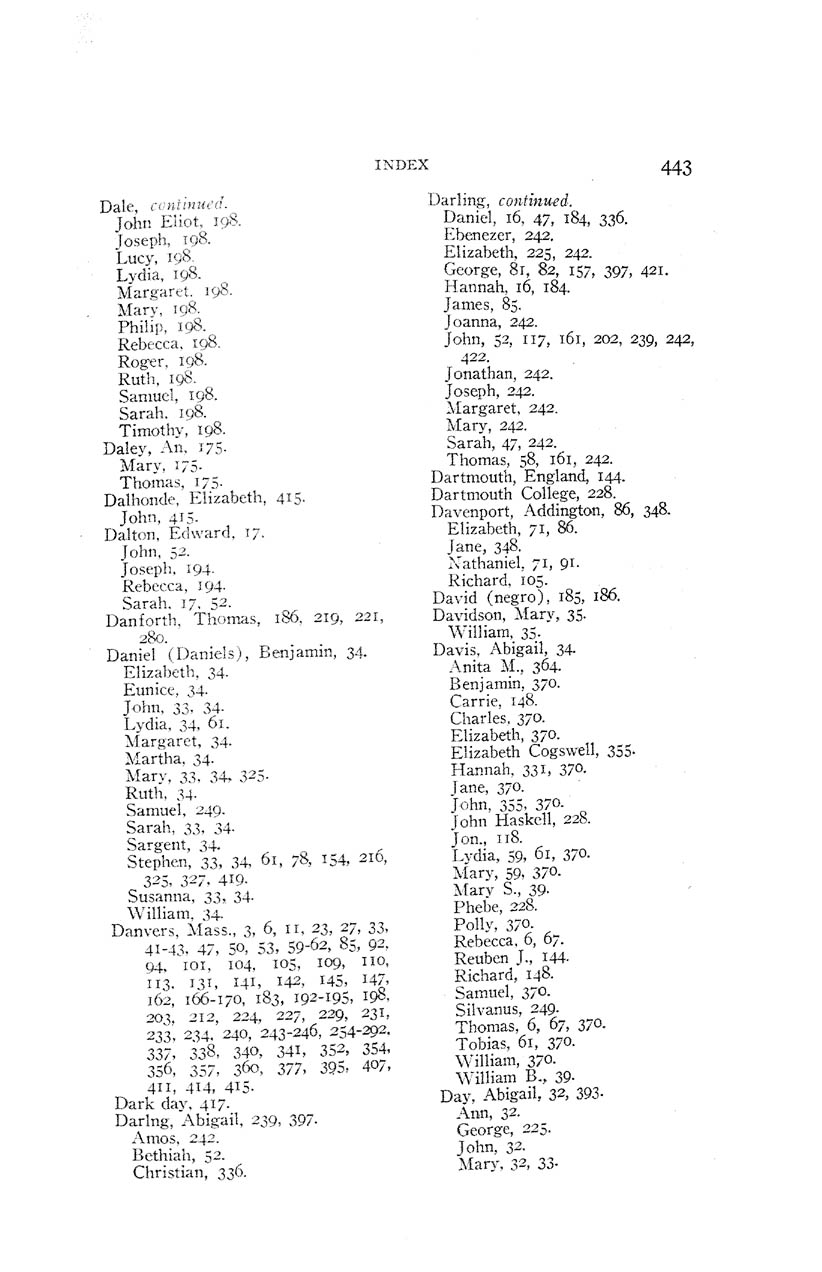 INDEX 443
Dale, continued.
John Eliot, 198.
Joseph, 198.
Lucy, 198.
Lydia, 198.
Margaret, 198.
Mary, 198.
Philip, 198.
Rebecca, 198.
Roger, 198.
Ruth, 198.
Samuel, 198.
Sarah, 198.
Timothy, 198.
Daley, An, 175.
Mary, 175.
Thomas, 175.
Dalhonde, Elizabeth, 415.
John, 415.
Dalton, Edward, 17.
John, 52.
Joseph, 194.
Rebecca, 194.
Sarah, 17, 52.
Danforth, Thomas, 186, 219, 221,
280.
Daniel (Daniels), Benjamin, 34.
Elizabeth, 34.
Eunice, 34.
John, 33, 34.
Lydia, 34, 61.
Margaret, 34.
Martha, 34.
Mary, 33, 34, 325.
Ruth, 34.
Samuel, 249.
Sarah, 33, 34.
Sargent, 34.
Stephen, 33, 34, 61, 78, 154, 216,
325, 327, 419.
Susanna, 33, 34.
William, 34.
Danvers, Mass., 3, 6, 11, 23, 27, 33,
41-43, 47, 50, 53, 59-62, 85, 92,
94, 101, 104, 105, 109, 110,
113, 131, 141, 142, 145, 147,
162, 166-170, 183, 192-195, 198,
203, 212, 224, 227, 229, 231,
233, 234, 240, 243-246, 254-292,
337, 338, 340, 341, 352, 354,
356, 357, 360, 377, 395, 407,
411, 414, 415.
Dark day, 417.
Darlng, Abigail, 239, 397.
Amos, 242.
Bethiah, 52.
Christian, 336.
Darling, continued.
Daniel, 16, 47, 184, 336.
Ebenezer, 242.
Elizabeth, 225, 242.
George, 81, 82, 157, 397, 421.
Hannah, 16, 184.
James, 85.
Joanna, 242.
John, 52, 117, 161, 202, 239, 242,
422.
Jonathan, 242.
Joseph, 242.
Margaret, 242.
Mary, 242.
Sarah, 47, 242.
Thomas, 58, 161, 242.
Dartmouth, England, 144.
Dartmouth College, 228.
Davenport, Addington, 86, 348.
Elizabeth, 71, 86.
Jane, 348.
Nathaniel, 71, 91.
Richard, 105.
David (negro), 185, 186.
Davidson, Mary, 35.
William, 35.
Davis, Abigail, 34.
Anita M., 364.
Benjamin, 370.
Carrie, 148.
Charles, 370.
Elizabeth, 370.
Elizabeth Cogswell, 355.
Hannah, 331, 370.
Jane, 370.
John, 355, 370.
John Haskell, 228.
Jon., 118.
Lydia, 59, 61, 370.
Mary, 59, 370.
Mary S., 39.
Phebe, 228.
Polly, 370.
Rebecca, 6, 67.
Reuben J., 144.
Richard, 148.
Samuel, 370.
Silvanus, 249.
Thomas, 6, 67, 370.
Tobias, 61, 370.
William, 370.
William B., 39.
Day, Abigail, 32, 393.
Ann, 32.
George, 225.
John, 32.
Mary, 32, 33.